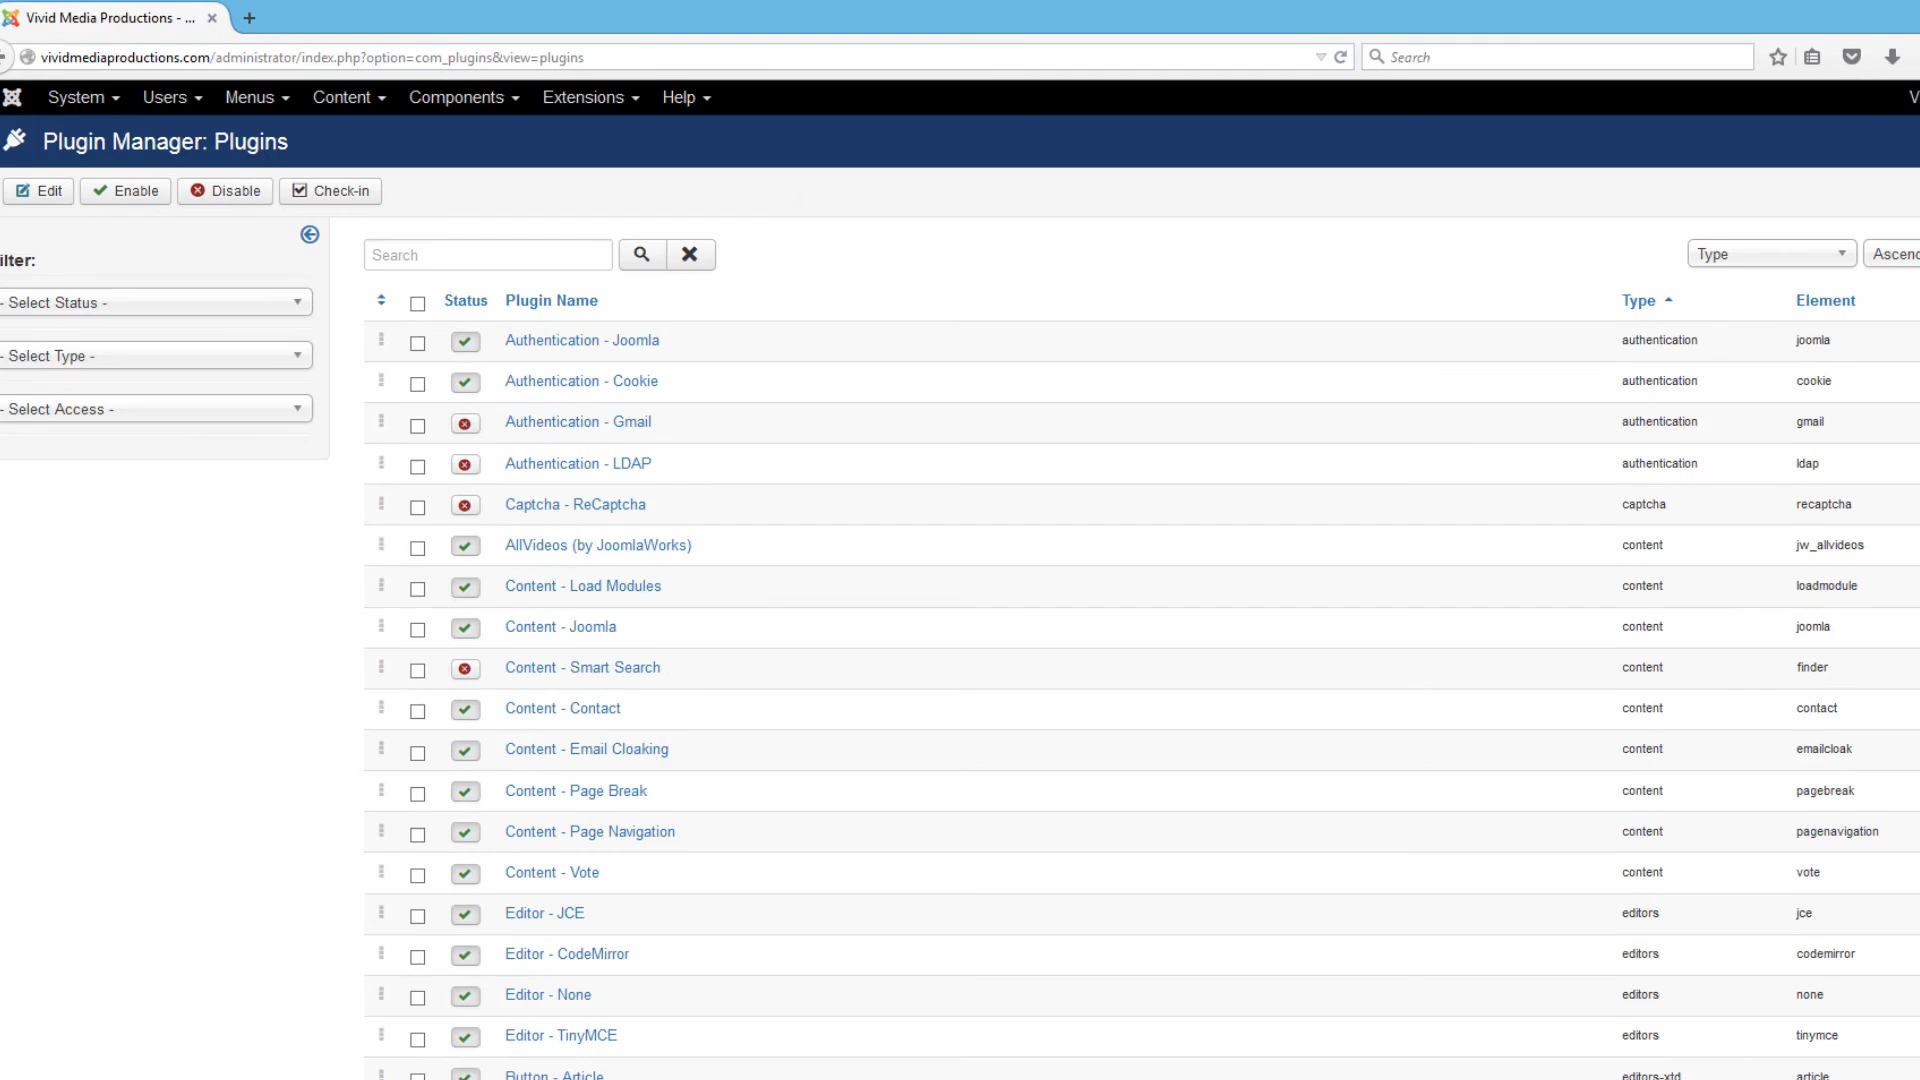 Vivid Media Productions - ...
vividmediaproductions.com/administrator/index.php?option=com_plugins&view=plugins
Search
System Users Menus Content Components Extensions Help V
Plugin Manager: Plugins
Edit Enable Disable Check-in
ilter:
- Select Status -
- Select Type -
- Select Access -
Search
Type Ascenc
Status Plugin Name Type Element
Authentication - Joomla authentication joomla
Authentication - Cookie authentication cookie
Authentication - Gmail authentication gmail
Authentication - LDAP authentication ldap
Captcha - ReCaptcha captcha recaptcha
AllVideos (by JoomlaWorks) content jw_allvideos
Content - Load Modules content loadmodule
Content - Joomla content joomla
Content - Smart Search content finder
Content - Contact content contact
Content - Email Cloaking content emailcloak
Content - Page Break content pagebreak
Content - Page Navigation content pagenavigation
Content - Vote content vote
Editor - JCE editors jce
Editor - CodeMirror editors codemirror
Editor - None editors none
Editor - TinyMCE editors tinymce
Button - Article editors-xtd article